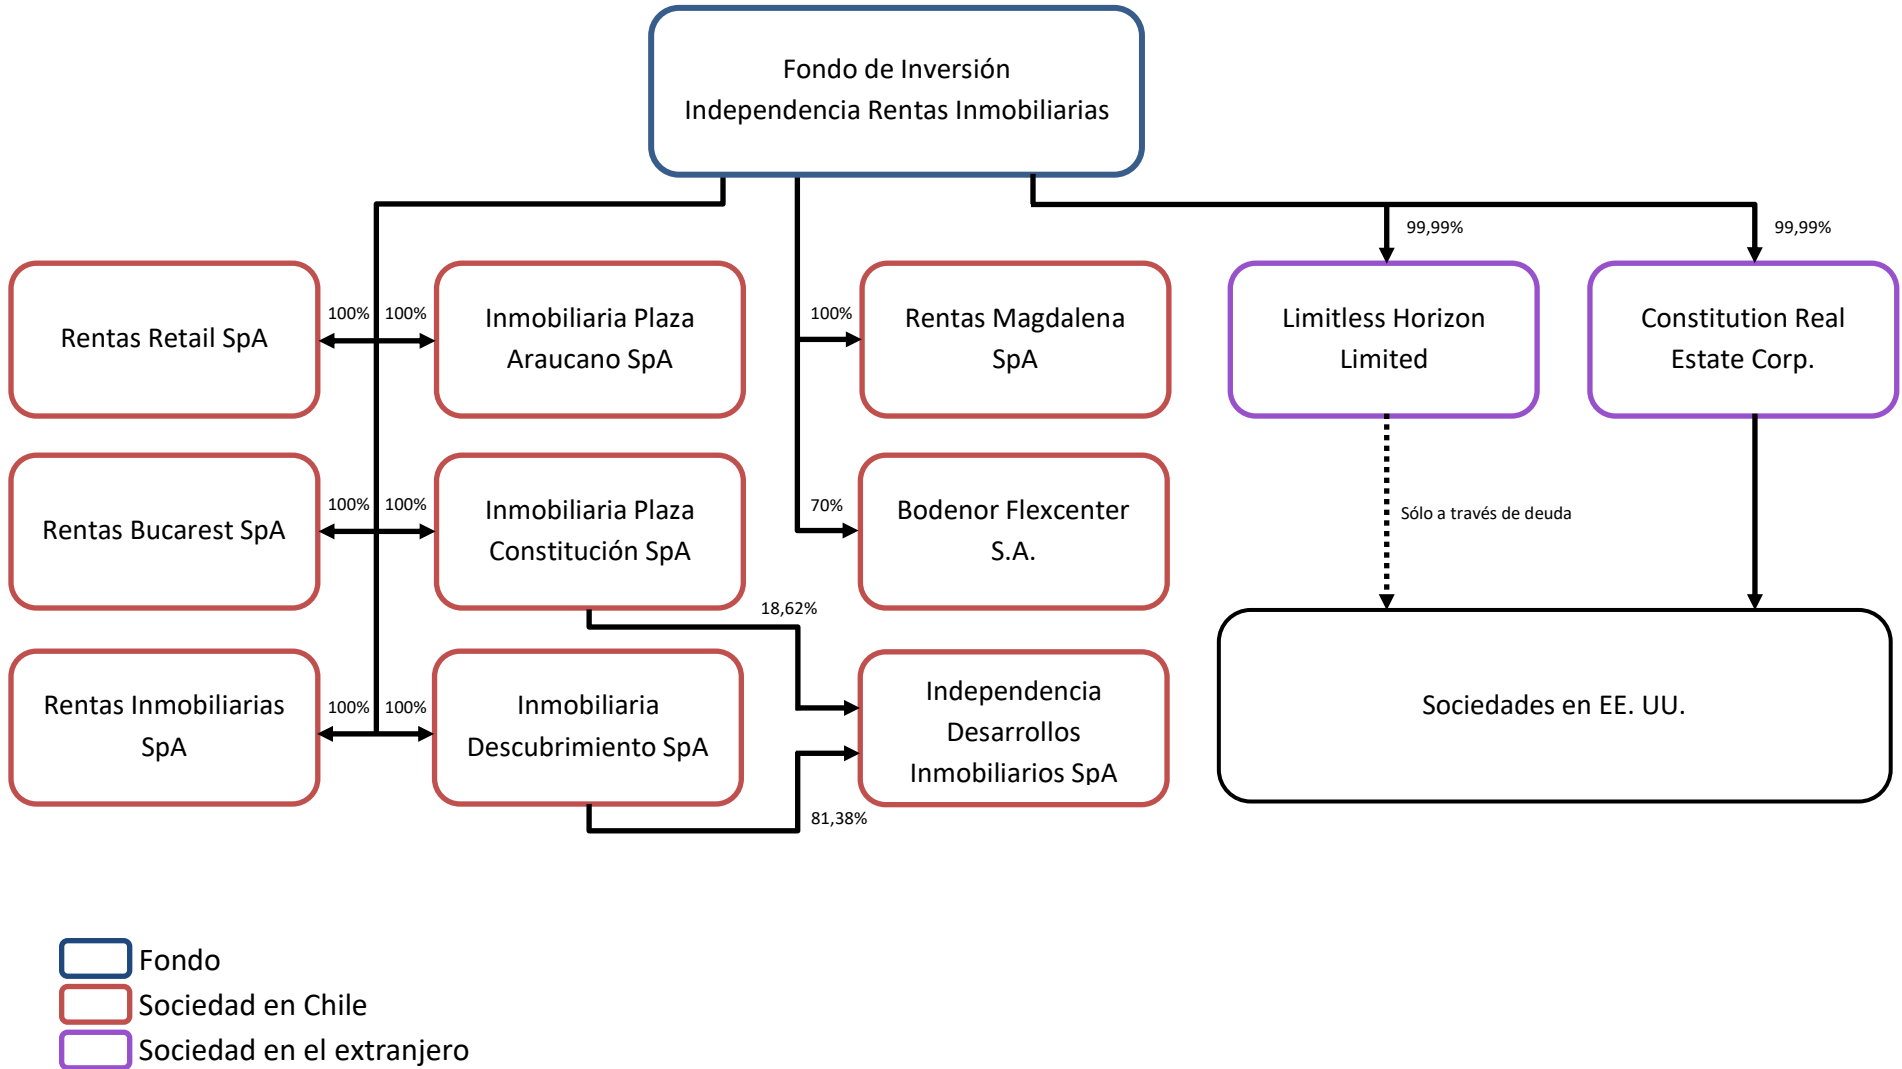 Fondo de Inversión
Independencia Rentas Inmobiliarias
99,99%
99,99%
100%
100%
100%
Rentas Retail SpA
Inmobiliaria Plaza
Araucano SpA
Rentas Magdalena
SpA
Limitless Horizon
Limited
Constitution Real
Estate Corp.
100%
100%
70%
Rentas Bucarest SpA
Inmobiliaria Plaza
Constitución SpA
Bodenor Flexcenter
S.A.
Sólo a través de deuda
18,62%
100%
100%
Rentas Inmobiliarias
SpA
Inmobiliaria
Descubrimiento SpA
Independencia
Desarrollos
Inmobiliarios SpA
Sociedades en EE. UU.
81,38%
Fondo
Sociedad en Chile
Sociedad en el extranjero